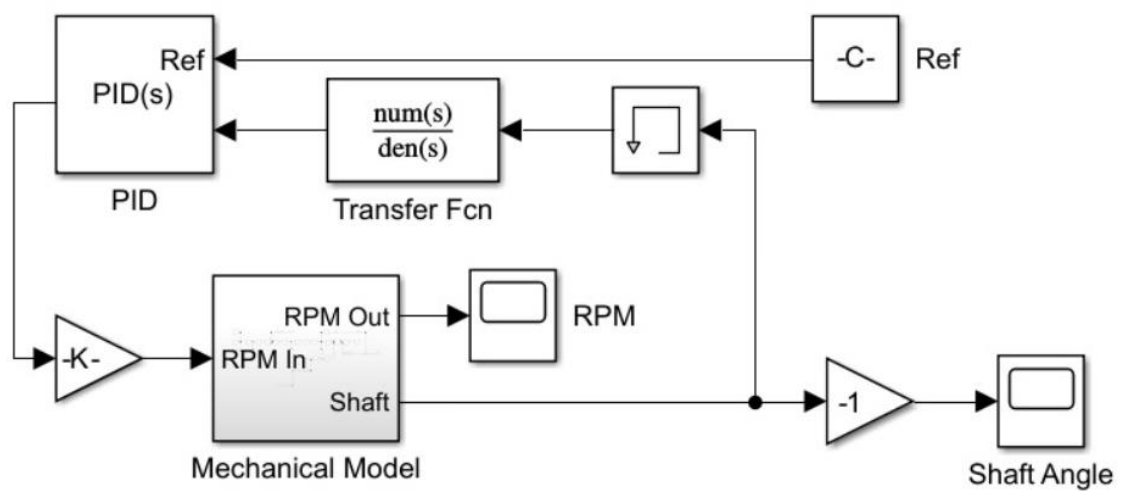 Ref
PID(s)
PID
-C-
Ref
num(s)
den(s)
Transfer Fcn
-K-
RPM Out
RPM In
Shaft
Mechanical Model
RPM
-1
Shaft Angle